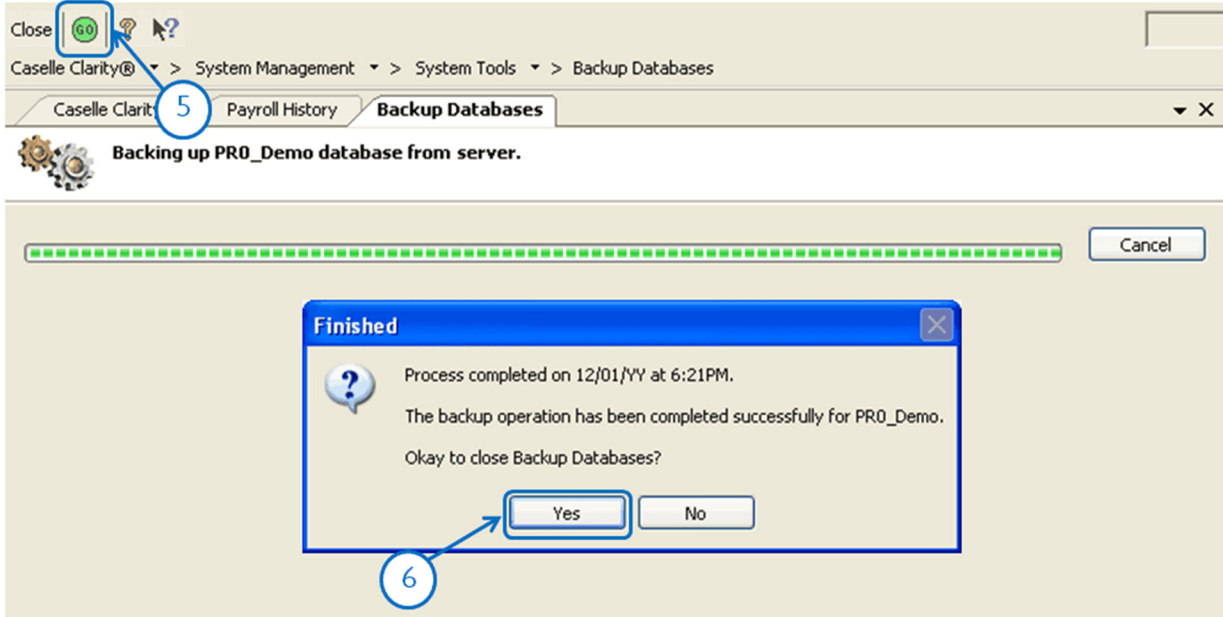 Close GO ? ?
Caselle Clarity® > System Management > System Tools > Backup Databases
Caselle Clarit 5 Payroll History Backup Databases
Backing up PR0_Demo database from server.
Cancel
Finished
? Process completed on 12/01/YY at 6:21PM.
The backup operation has been completed successfully for PR0_Demo.
Okay to close Backup Databases?
Yes No
6